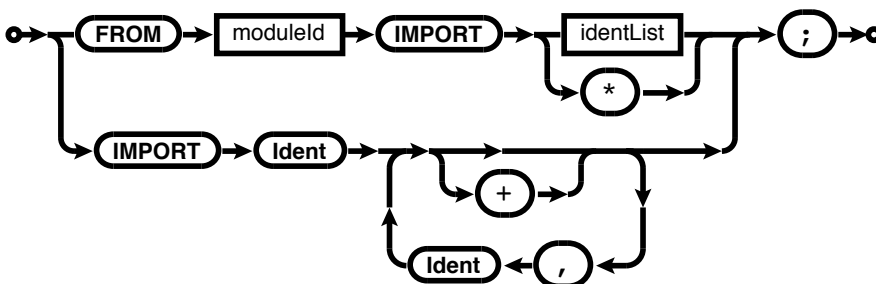 FROM moduleId IMPORT identList ;
*
IMPORT Ident
+
Ident ,